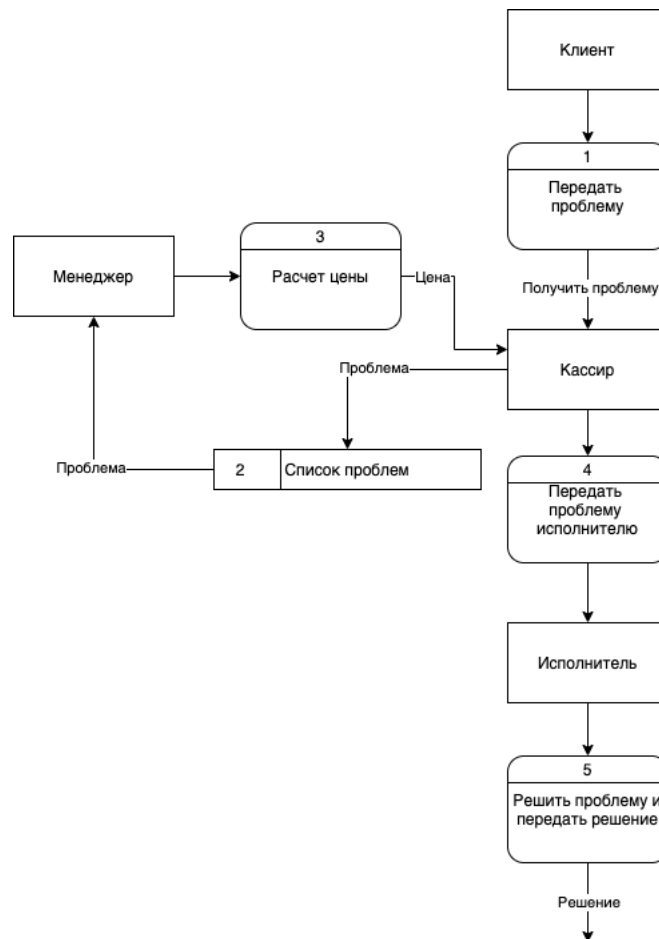 Клиент
1
Передать
проблему
3
Менеджер
Расчет цены
Цена
Получить проблему
Проблема
Кассир
Проблема
2
Список проблем
4
Передать
проблему
исполнителю
Исполнитель
5
Решить проблему и
передать решение
Решение